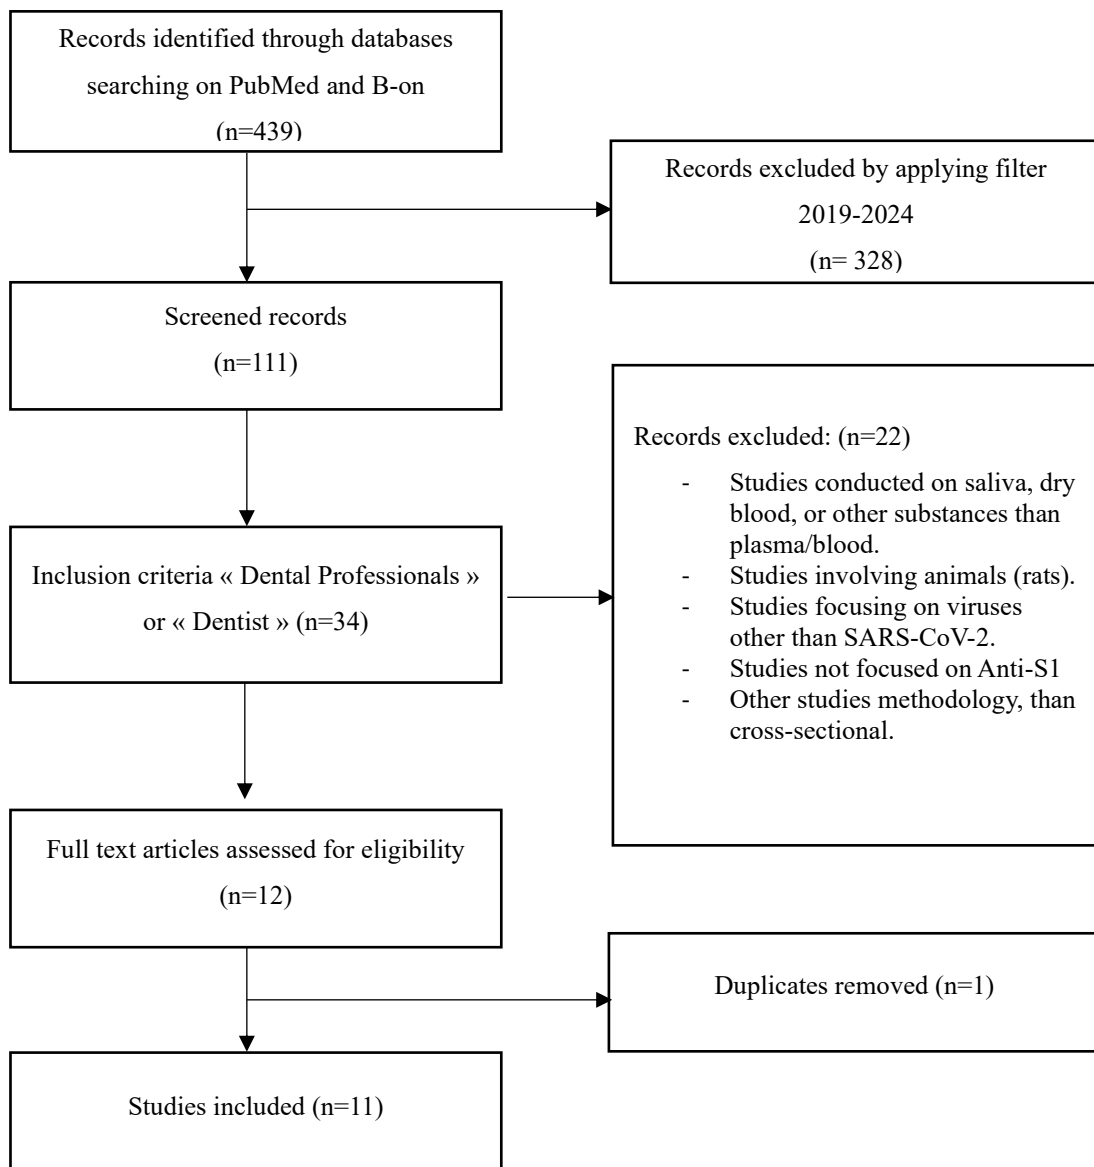 Records identified through databases
searching on PubMed and B-on
(n=439)
Records excluded by applying filter
2019-2024
(n= 328)
Screened records
(n=111)
Records excluded: (n=22)
- Studies conducted on saliva, dry
blood, or other substances than
plasma/blood.
- Studies involving animals (rats).
- Studies focusing on viruses
other than SARS-CoV-2.
- Studies not focused on Anti-S1
- Other studies methodology, than
cross-sectional.
Inclusion criteria « Dental Professionals »
or « Dentist » (n=34)
Full text articles assessed for eligibility
(n=12)
Duplicates removed (n=1)
Studies included (n=11)